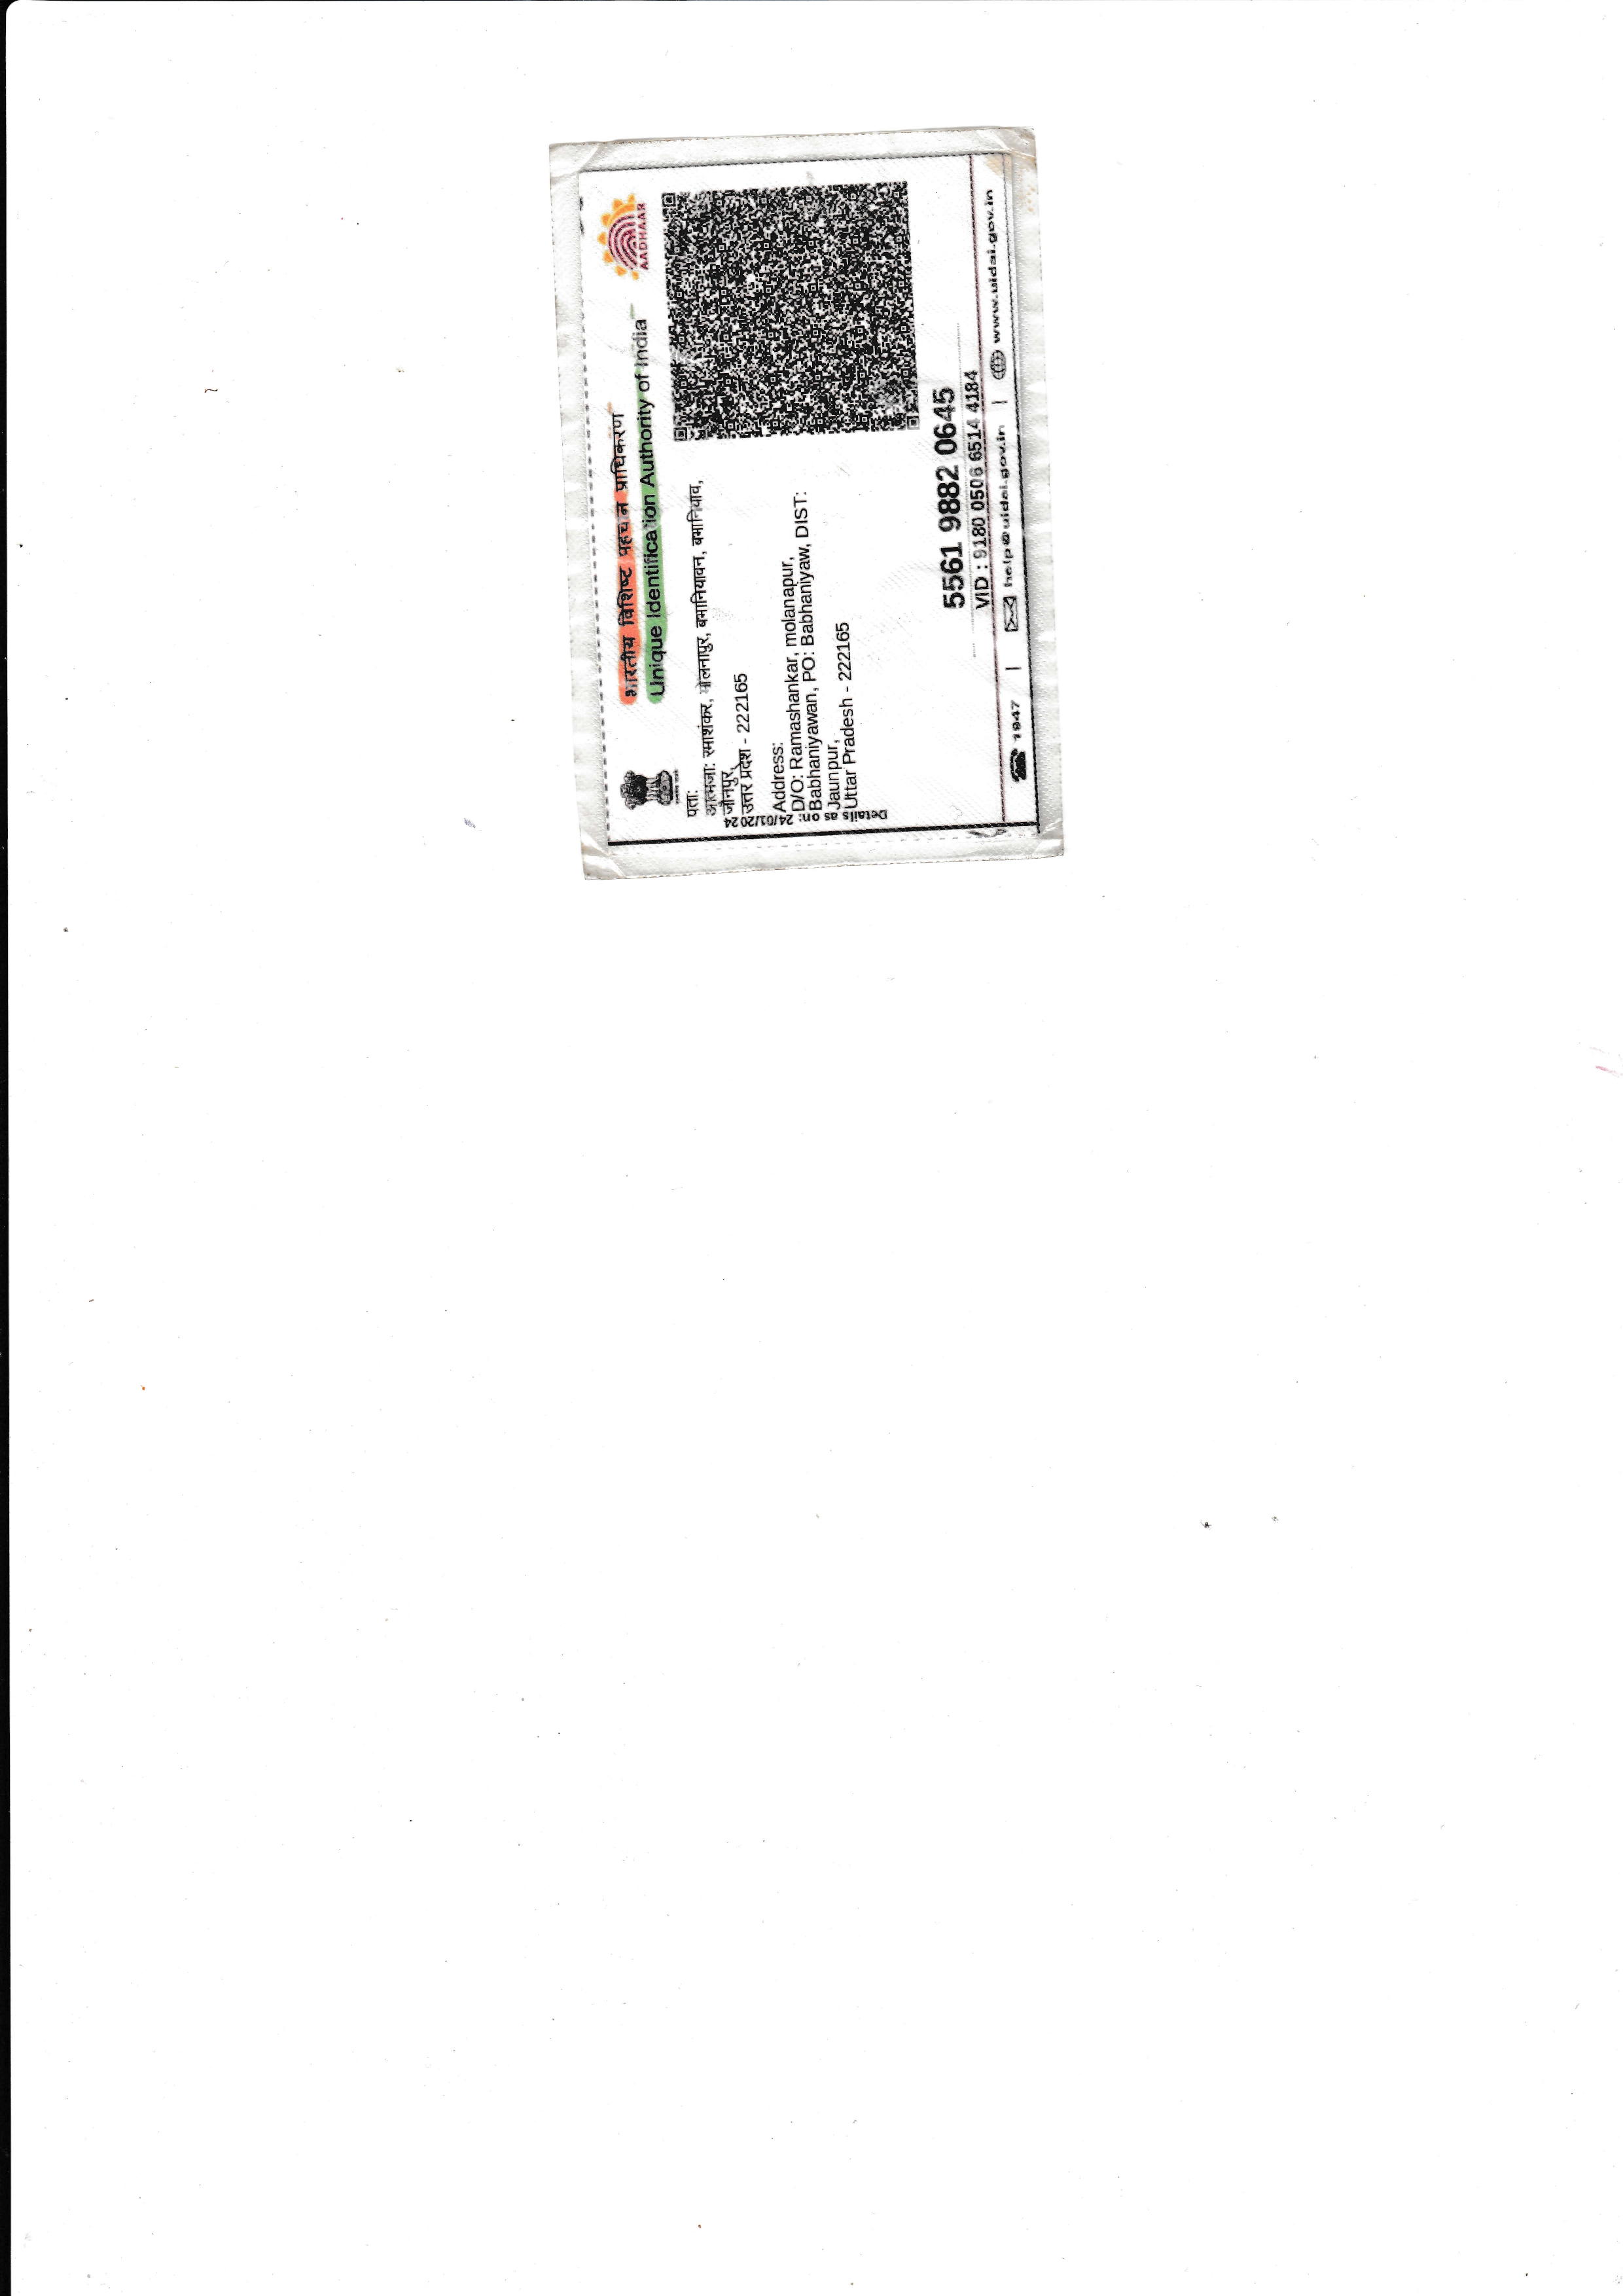 भारतीय विशिष्ट पहचान प्राधिकरण
Unique Identification Authority of India
AADHAAR
पता:
आत्मजा: रमाशंकर, मोलनापुर, बभानियावन, बभानियाव,
जौनपुर,
उत्तर प्रदेश - 222165
Address:
D/O: Ramashankar, molanapur,
Babhaniyawan, PO: Babhaniyaw, DIST:
Jaunpur,
Uttar Pradesh - 222165
Details as on: 24/01/2024
5561 9882 0645
VID : 9180 0506 6514 4184
1947 | help@uidai.gov.in | www.uidai.gov.in